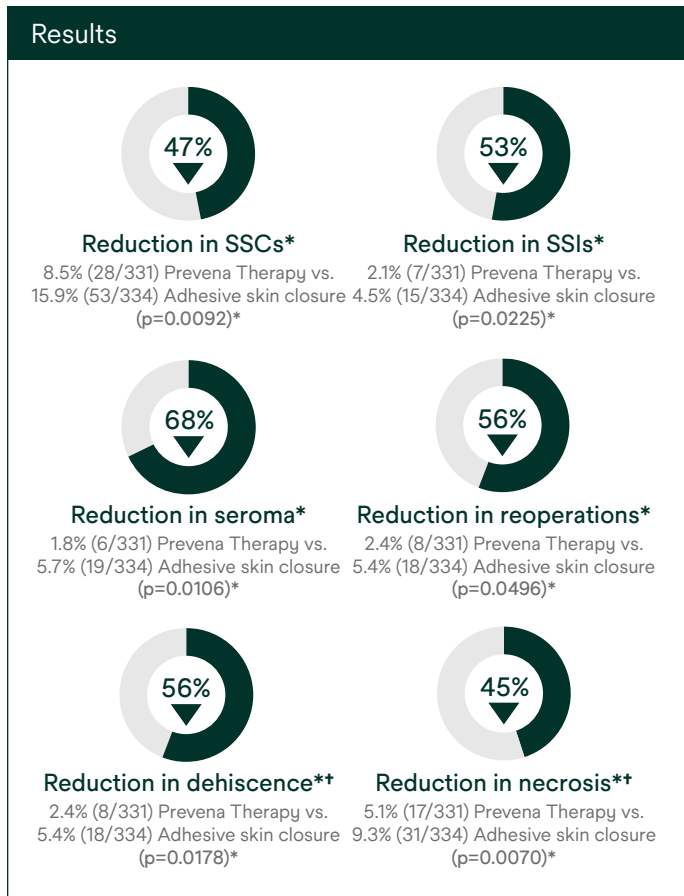 Results
47%
Reduction in SSCs*
8.5% (28/331) Prevena Therapy vs.
15.9% (53/334) Adhesive skin closure
(p=0.0092)*
53%
Reduction in SSIs*
2.1% (7/331) Prevena Therapy vs.
4.5% (15/334) Adhesive skin closure
(p=0.0225)*
68%
Reduction in seroma*
1.8% (6/331) Prevena Therapy vs.
5.7% (19/334) Adhesive skin closure
(p=0.0106)*
56%
Reduction in reoperations*
2.4% (8/331) Prevena Therapy vs.
5.4% (18/334) Adhesive skin closure
(p=0.0496)*
56%
Reduction in dehiscence*†
2.4% (8/331) Prevena Therapy vs.
5.4% (18/334) Adhesive skin closure
(p=0.0178)*
45%
Reduction in necrosis*†
5.1% (17/331) Prevena Therapy vs.
9.3% (31/334) Adhesive skin closure
(p=0.0070)*